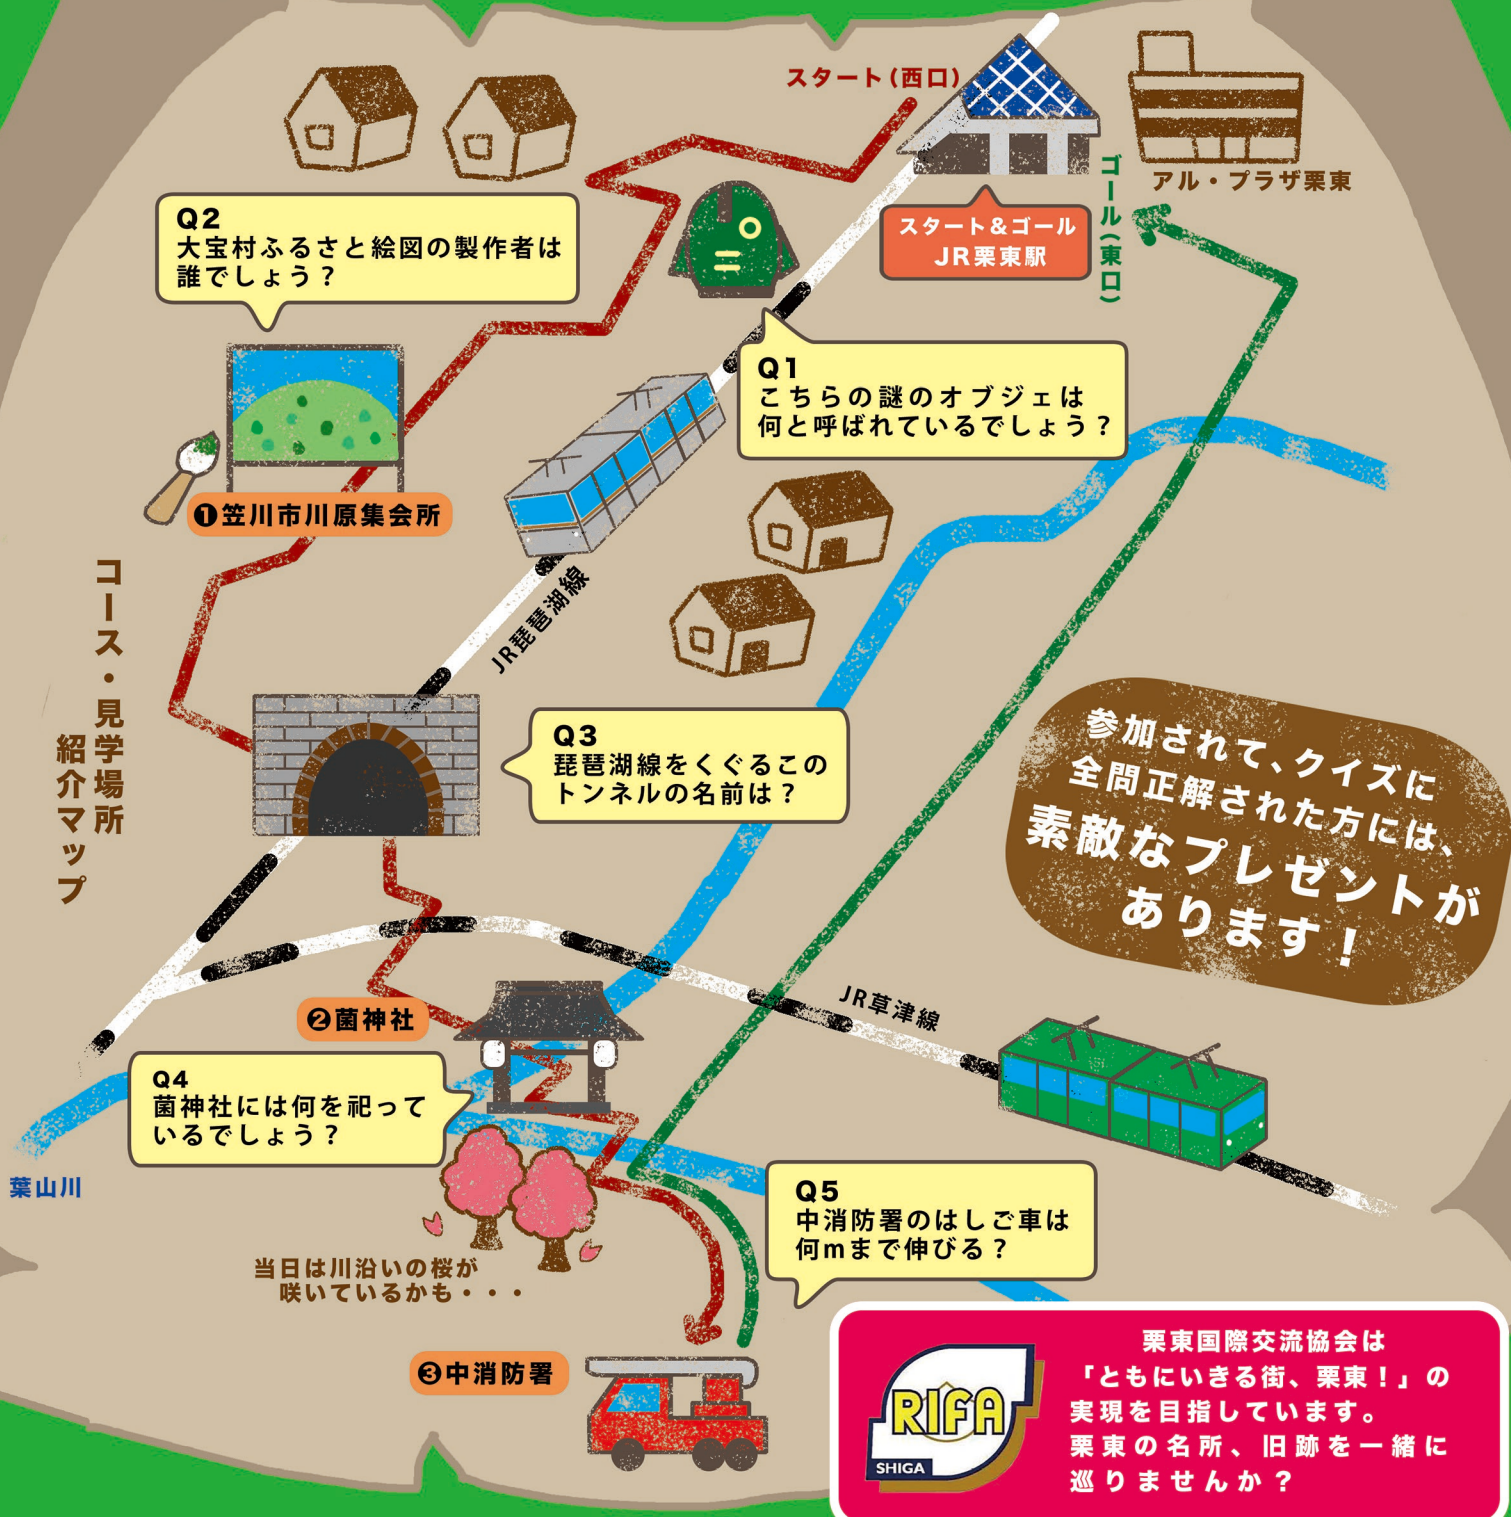 スタート(西口)
アル・プラザ栗東
ゴール(東口)
スタート&ゴール
JR栗東駅
Q2
大宝村ふるさと絵図の製作者は
誰でしょう？
Q1
こちらの謎のオブジェは
何と呼ばれているでしょう？
❶笠川市川原集会所
JR琵琶湖線
コース・見学場所
紹介マップ
Q3
琵琶湖線をくぐるこの
トンネルの名前は？
参加されて、クイズに
全問正解された方には、
素敵なプレゼントが
あります！
❷菌神社
JR草津線
Q4
菌神社には何を祀って
いるでしょう？
葉山川
Q5
中消防署のはしご車は
何mまで伸びる？
当日は川沿いの桜が
咲いているかも・・・
❸中消防署
RIFA
SHIGA
栗東国際交流協会は
「ともにいきる街、栗東！」の
実現を目指しています。
栗東の名所、旧跡を一緒に
巡りませんか？